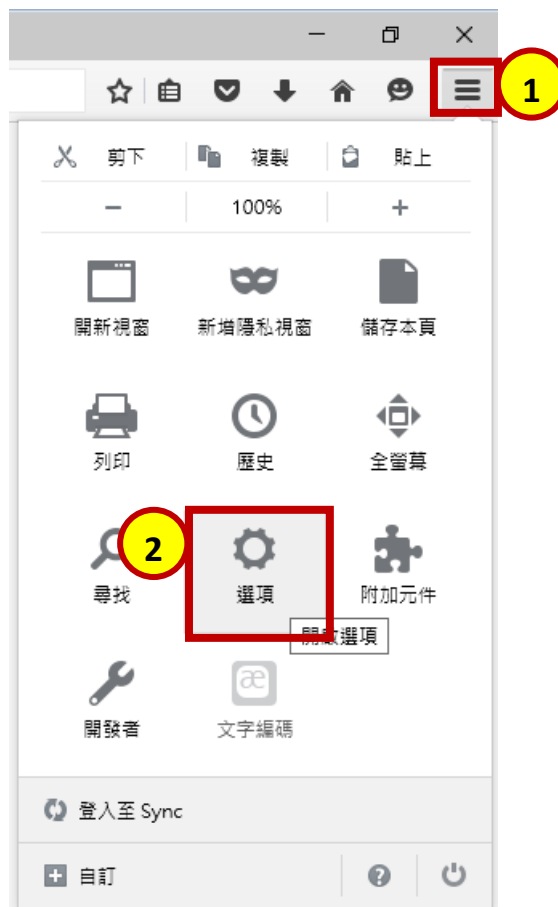 1
剪下 複製 貼上
− 100% +
開新視窗 新增隱私視窗 儲存本頁
列印 歷史 全螢幕
2
尋找 選項 附加元件
開啟選項
開發者 文字編碼
登入至 Sync
自訂